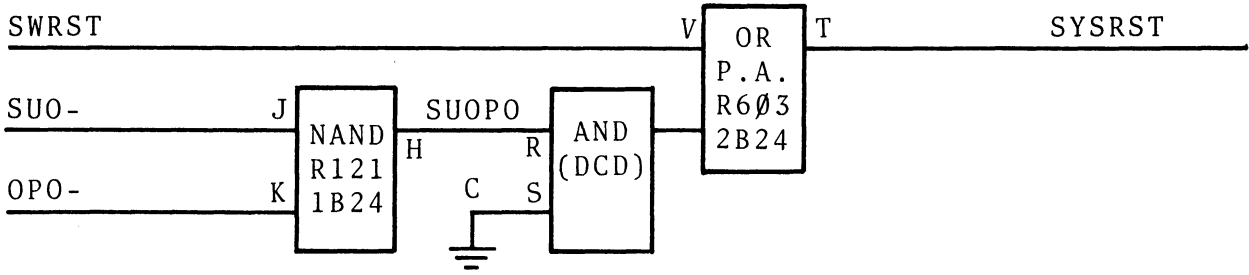 SWRST
V
OR
P.A.
R6Ø3
2B24
T
SYSRST
SUO-
J
NAND
R121
1B24
H
SUOPO
R
AND
(DCD)
OPO-
K
C
S